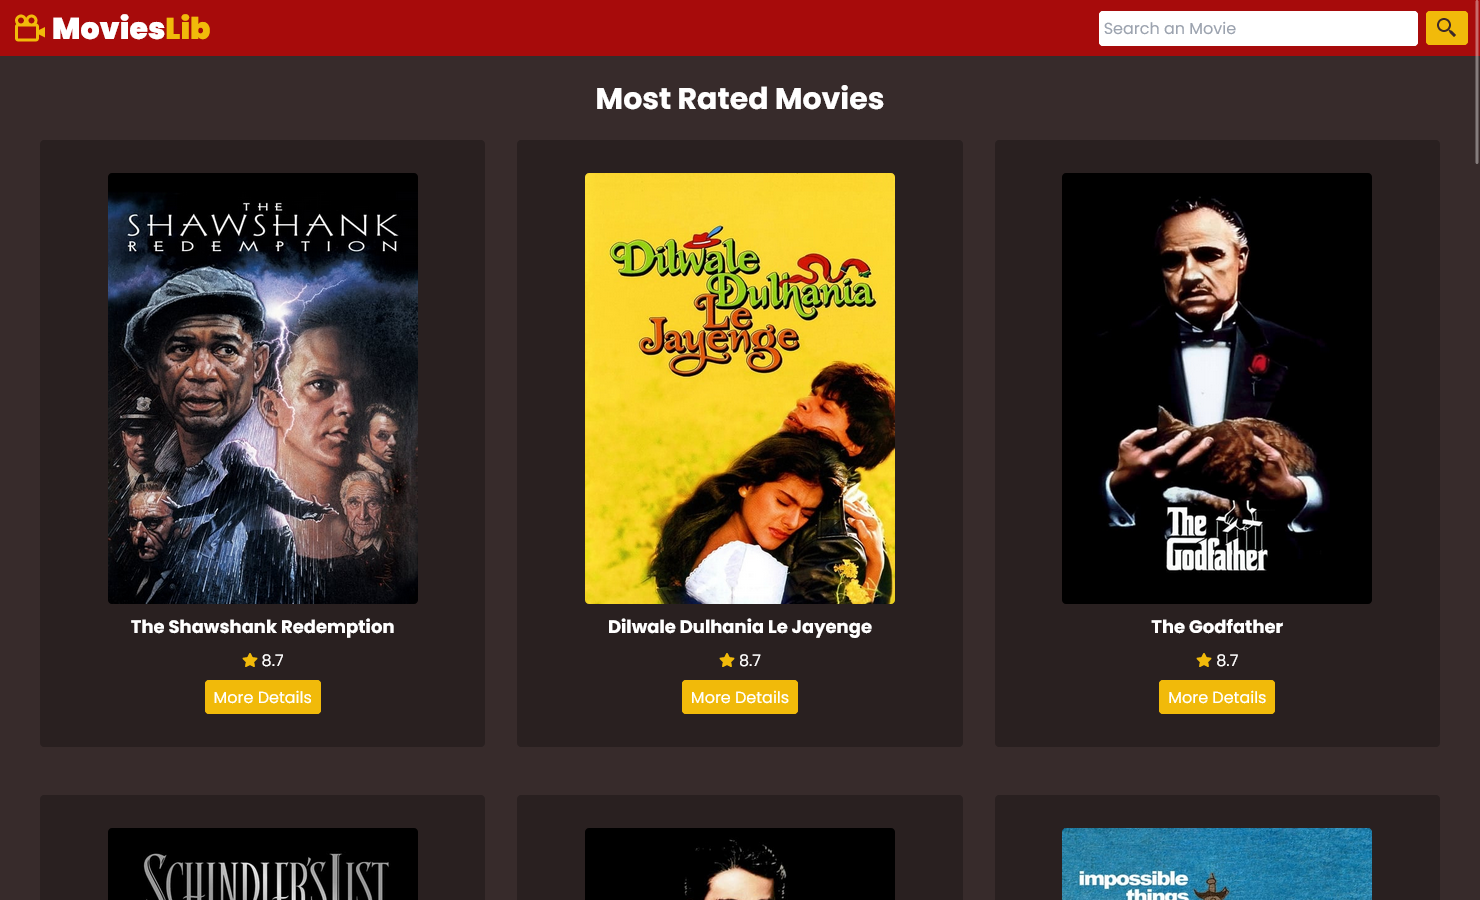 MoviesLib
Search an Movie
Most Rated Movies
THE
SHAWSHANK
REDEMPTION
Dilwale
Dulhania
Le
Jayenge
The
Godfather
The Shawshank Redemption
Dilwale Dulhania Le Jayenge
The Godfather
8.7
8.7
8.7
More Details
More Details
More Details
SCHINDLER'S LIST
impossible
things